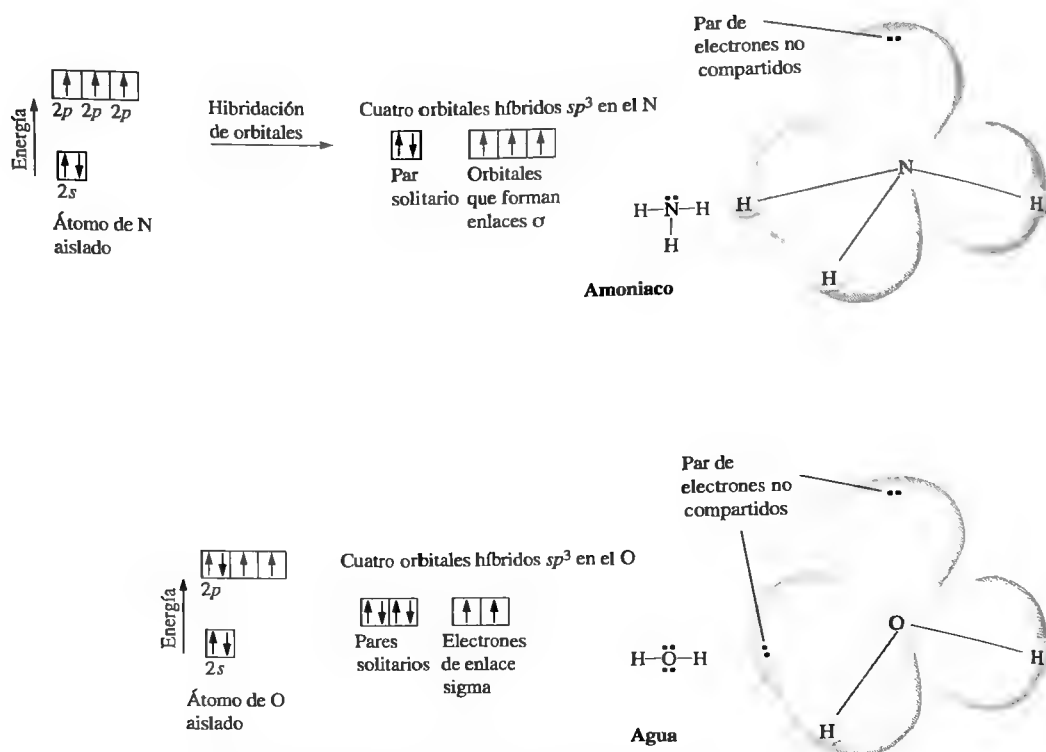 Par de
electrones no
compartidos
Energía
2p 2p 2p
2s
Átomo de N
aislado
Hibridación
de orbitales
Cuatro orbitales híbridos sp³ en el N
Par
solitario
Orbitales
que forman
enlaces σ
H–N–H
H
Amoniaco
N
H
H
H
Par de
electrones no
compartidos
Energía
2p
2s
Átomo de O
aislado
Cuatro orbitales híbridos sp³ en el O
Pares
solitarios
Electrones
de enlace
sigma
H–O–H
Agua
O
H
H